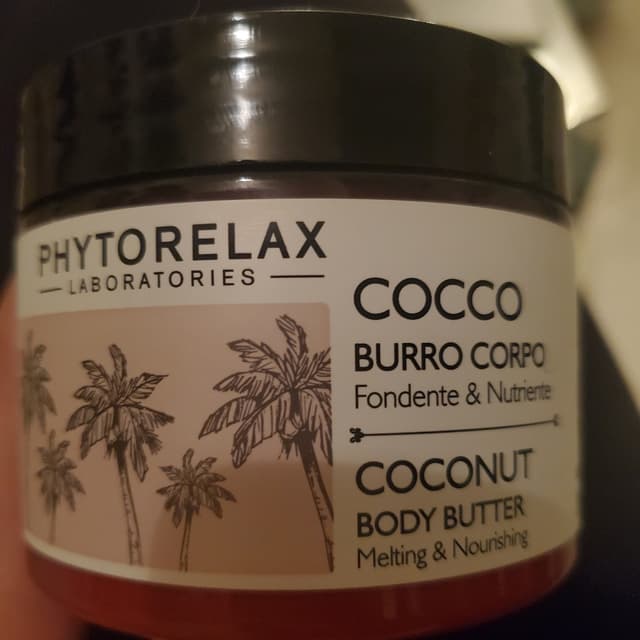 PHYTORELAX
LABORATORIES
COCCO
BURRO CORPO
Fondente & Nutriente
COCONUT
BODY BUTTER
Melting & Nourishing